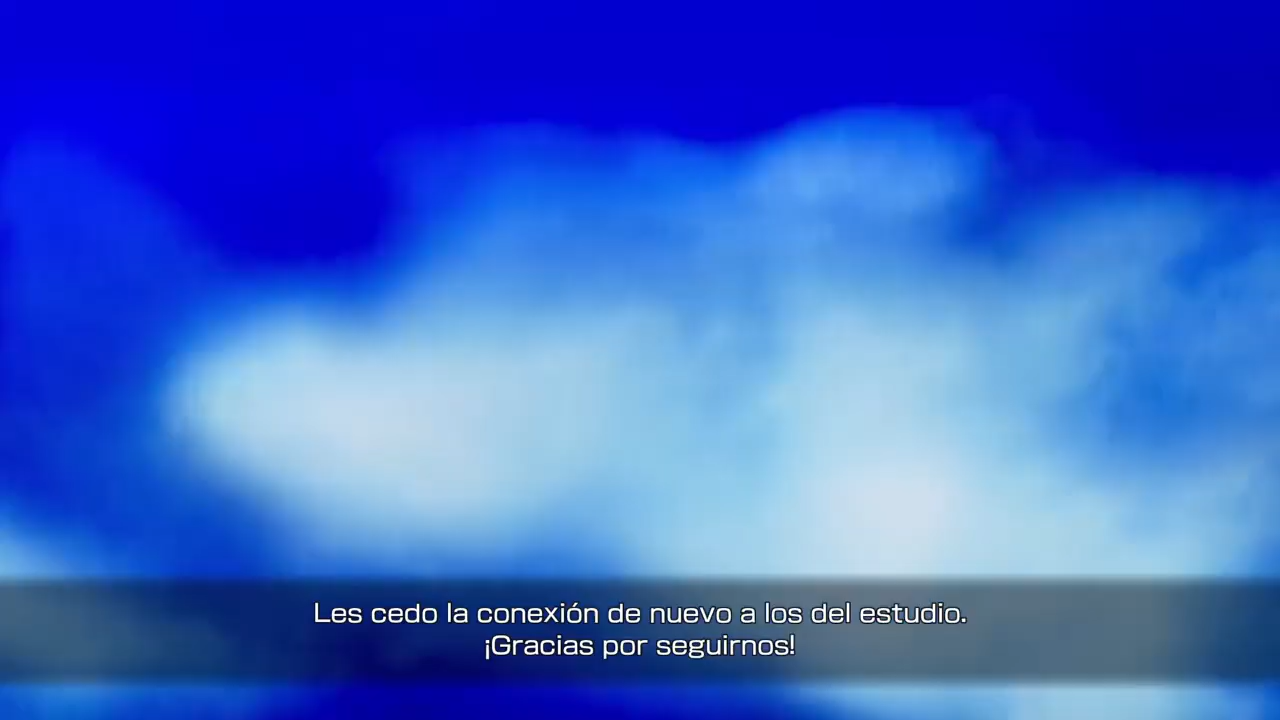 Les cedo la conexión de nuevo a los del estudio.
¡Gracias por seguirnos!